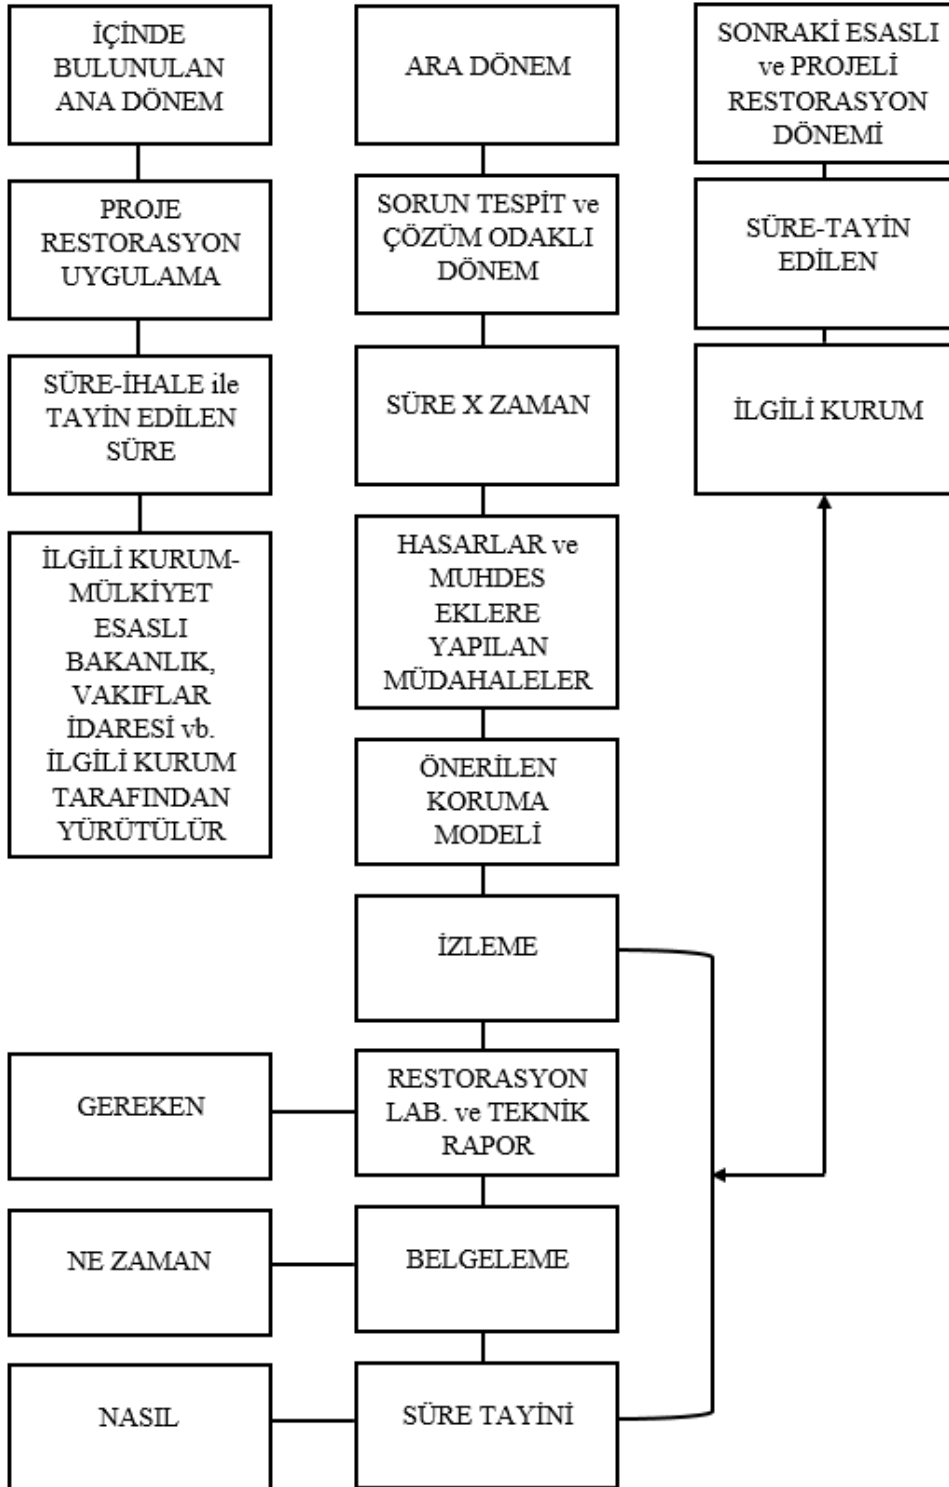 İÇİNDE
BULUNULAN
ANA DÖNEM
PROJE
RESTORASYON
UYGULAMA
SÜRE-İHALE ile
TAYİN EDİLEN
SÜRE
İLGİLİ KURUM-
MÜLKİYET
ESASLI
BAKANLIK,
VAKIFLAR
İDARESİ vb.
İLGİLİ KURUM
TARAFINDAN
YÜRÜTÜLÜR
ARA DÖNEM
SORUN TESPİT ve
ÇÖZÜM ODAKLI
DÖNEM
SÜRE X ZAMAN
HASARLAR ve
MUHDES
EKLERE
YAPILAN
MÜDAHALELER
ÖNERİLEN
KORUMA
MODELİ
İZLEME
GEREKEN
RESTORASYON
LAB. ve TEKNİK
RAPOR
NE ZAMAN
BELGELEME
NASIL
SÜRE TAYİNİ
SONRAKİ ESASLI
ve PROJELİ
RESTORASYON
DÖNEMİ
SÜRE-TAYİN
EDİLEN
İLGİLİ KURUM